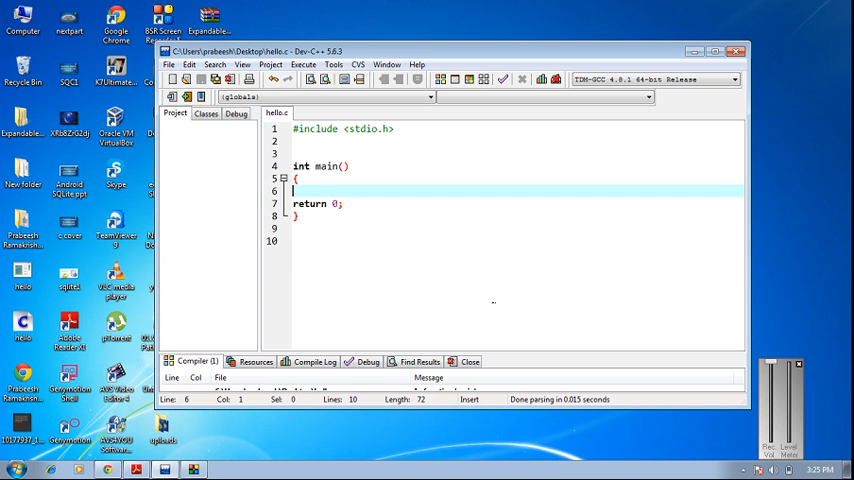 Computer
nextpart
Google Chrome
BSR Screen
Expandable...
Recycle Bin
SQC1
K7Ultimate...
Expandable...
XRb8ZrG2dj
Oracle VM VirtualBox
New folder
Android SQLite ppt
Skype
Prabeesh Ramakrish...
c cover
TeamViewer 9
hello
sqlite1
VLC media player
hello
Adobe Reader XI
Prabeesh Ramakrish...
Genymotion Shell
AVS Video Editor 4
10177937_1...
Genymotion
AVS4YOU Softwar...
uploads
C:\Users\prabeesh\Desktop\hello.c - Dev-C++ 5.6.3
File Edit Search View Project Execute Tools CVS Window Help
TDM-GCC 4.8.1 64-bit Release
(globals)
Project Classes Debug
hello.c
1 #include <stdio.h>
2
3
4 int main()
5 {
6
7 return 0;
8 }
9
10
Compiler (1) Resources Compile Log Debug Find Results Close
Line Col File Message
Line: 6 Col: 1 Sel: 0 Lines: 10 Length: 72 Insert Done parsing in 0.015 seconds
Rec. Vol Level Meter
3:25 PM